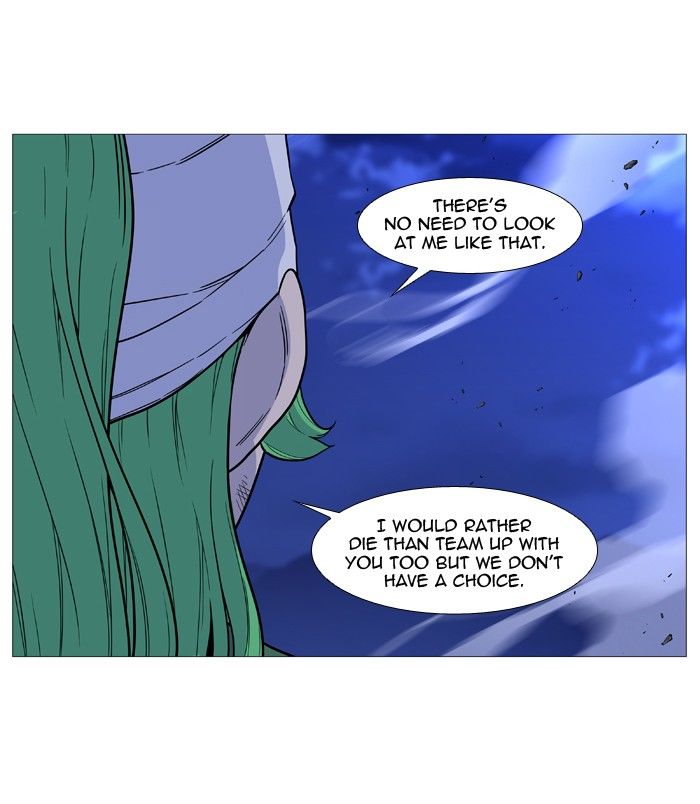 THERE'S
NO NEED TO LOOK
AT ME LIKE THAT.
I WOULD RATHER
DIE THAN TEAM UP WITH
YOU TOO BUT WE DON'T
HAVE A CHOICE.